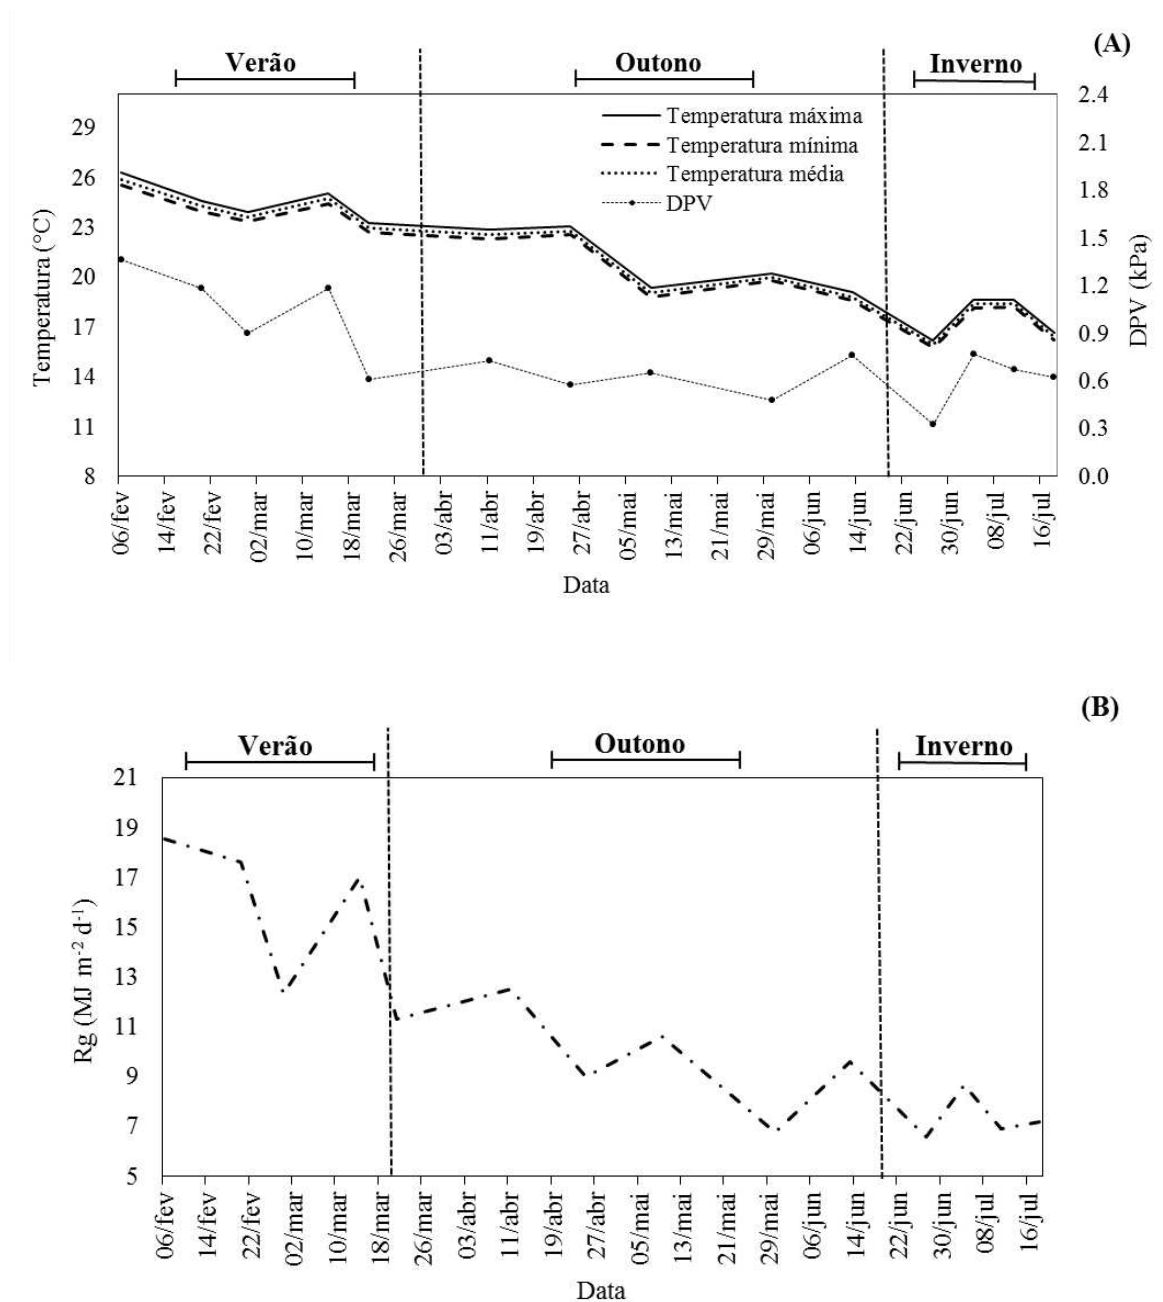 (A)
Verão
Outono
Inverno
Temperatura máxima
Temperatura mínima
Temperatura média
DPV
Temperatura (°C)
29
26
23
20
17
14
11
8
DPV (kPa)
2.4
2.1
1.8
1.5
1.2
0.9
0.6
0.3
0.0
06/fev
14/fev
22/fev
02/mar
10/mar
18/mar
26/mar
03/abr
11/abr
19/abr
27/abr
05/mai
13/mai
21/mai
29/mai
06/jun
14/jun
22/jun
30/jun
08/jul
16/jul
Data
(B)
Verão
Outono
Inverno
Rg (MJ m⁻² d⁻¹)
21
19
17
15
13
11
9
7
5
06/fev
14/fev
22/fev
02/mar
10/mar
18/mar
26/mar
03/abr
11/abr
19/abr
27/abr
05/mai
13/mai
21/mai
29/mai
06/jun
14/jun
22/jun
30/jun
08/jul
16/jul
Data